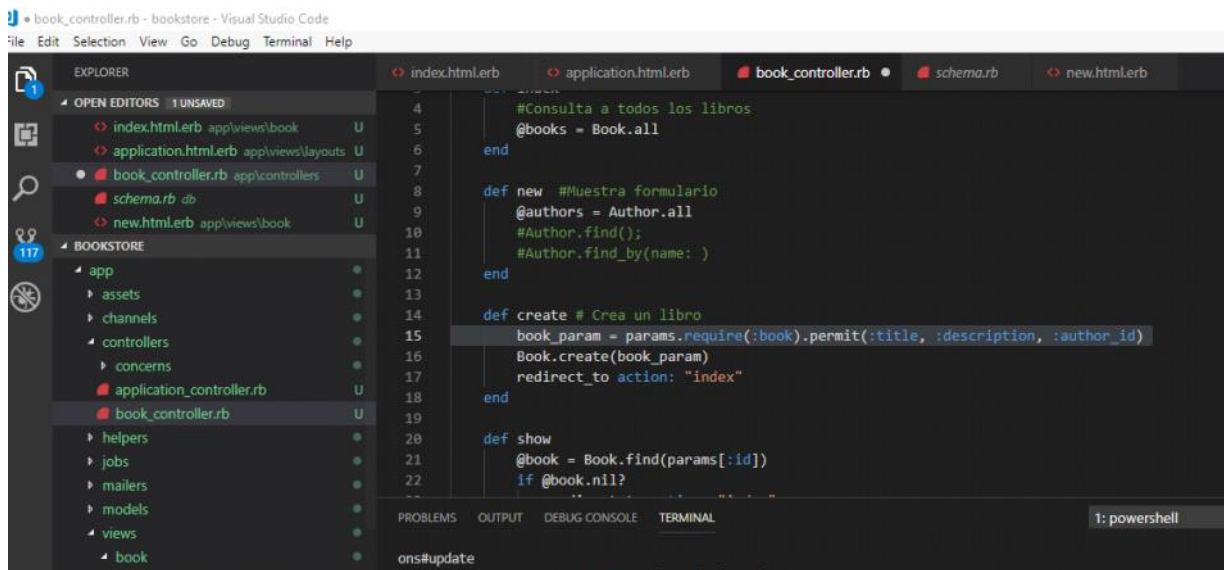 book_controller.rb - bookstore - Visual Studio Code
File Edit Selection View Go Debug Terminal Help
EXPLORER
OPEN EDITORS 1 UNSAVED
index.html.erb app\views\book U
application.html.erb app\views\layouts U
book_controller.rb app\controllers U
schema.rb db U
new.html.erb app\views\book U
BOOKSTORE
app
assets
channels
controllers
concerns
application_controller.rb U
book_controller.rb U
helpers
jobs
mailers
models
views
book
1
117
index.html.erb application.html.erb book_controller.rb schema.rb new.html.erb
4 #Consulta a todos los libros
5 @books = Book.all
6 end
7
8 def new #Muestra formulario
9 @authors = Author.all
10 #Author.find();
11 #Author.find_by(name: )
12 end
13
14 def create # Crea un libro
15 book_param = params.require(:book).permit(:title, :description, :author_id)
16 Book.create(book_param)
17 redirect_to action: "index"
18 end
19
20 def show
21 @book = Book.find(params[:id])
22 if @book.nil?
PROBLEMS OUTPUT DEBUG CONSOLE TERMINAL 1: powershell
ons#update